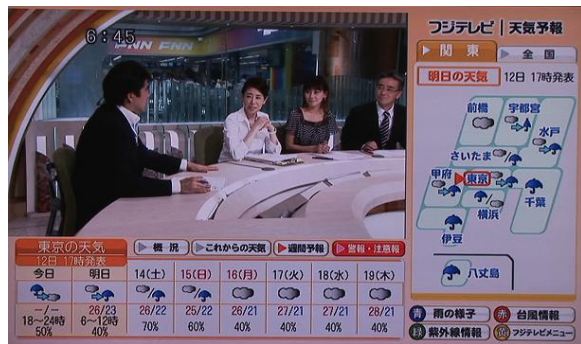 6:45
FNN FNN
フジテレビ 天気予報
関東
全国
明日の天気 12日 17時発表
前橋 宇都宮
水戸
さいたま
甲府 東京
横浜 千葉
伊豆
八丈島
東京の天気
12日 17時発表
概 況
これからの天気
週間予報
警報・注意報
今日 明日 14(土) 15(日) 16(月) 17(火) 18(水) 19(木)
--/-- 26/23 26/22 25/22 26/21 27/21 27/21 28/21
18~24時 6~12時 70% 60% 40% 40% 40% 40%
50% 40%
青 雨の様子
赤 台風情報
緑 紫外線情報
フジテレビメニュー